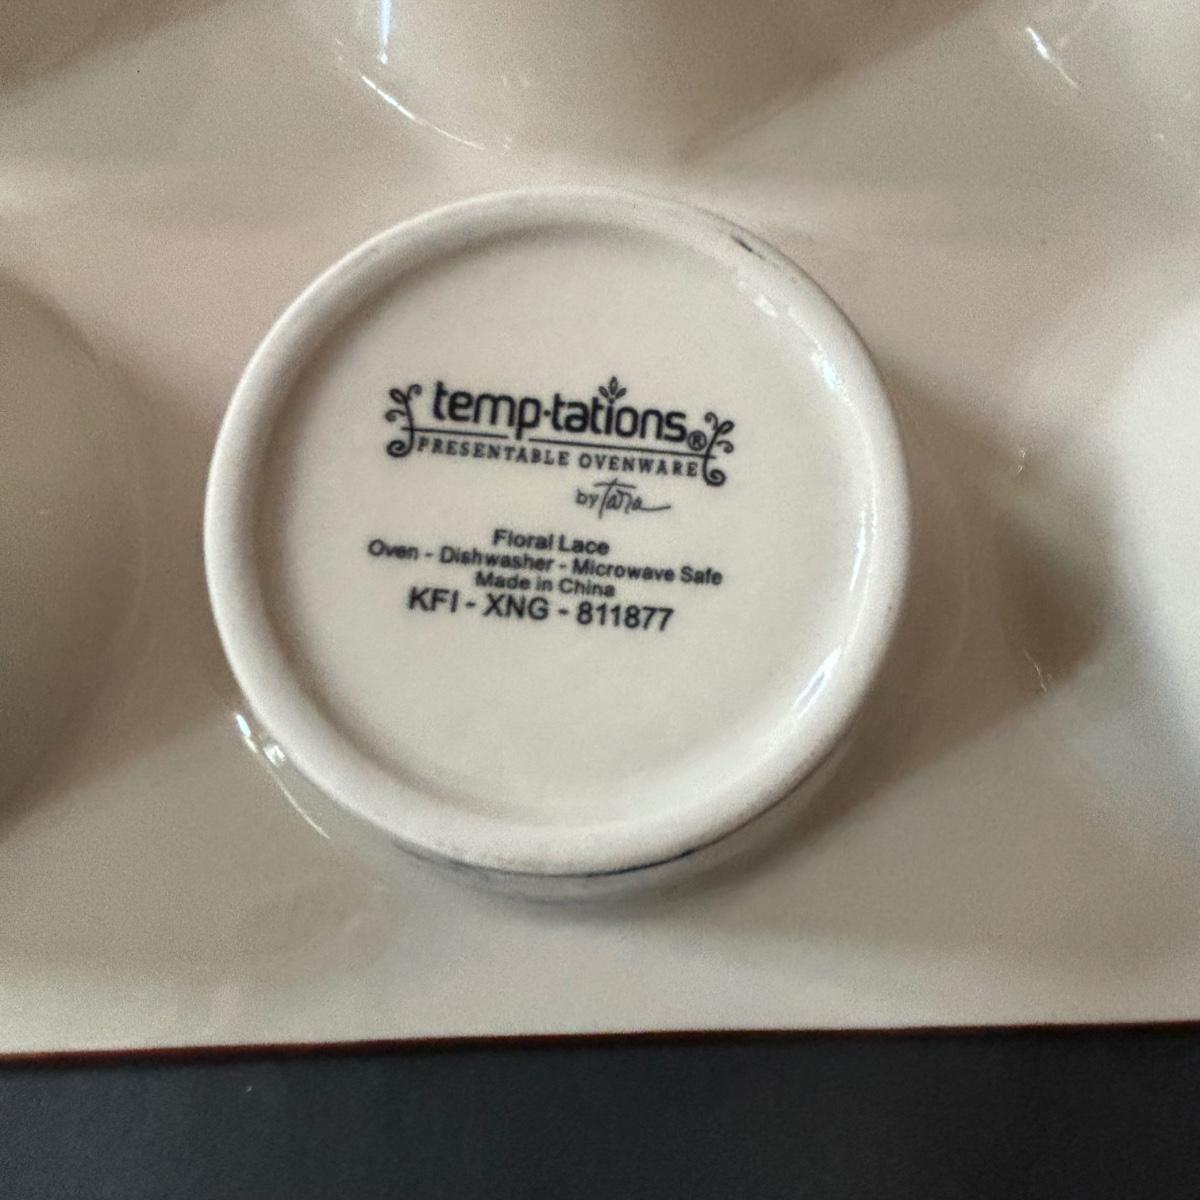 temp·tations®
PRESENTABLE OVENWARE
by Tara
Floral Lace
Oven - Dishwasher - Microwave Safe
Made in China
KFI - XNG - 811877